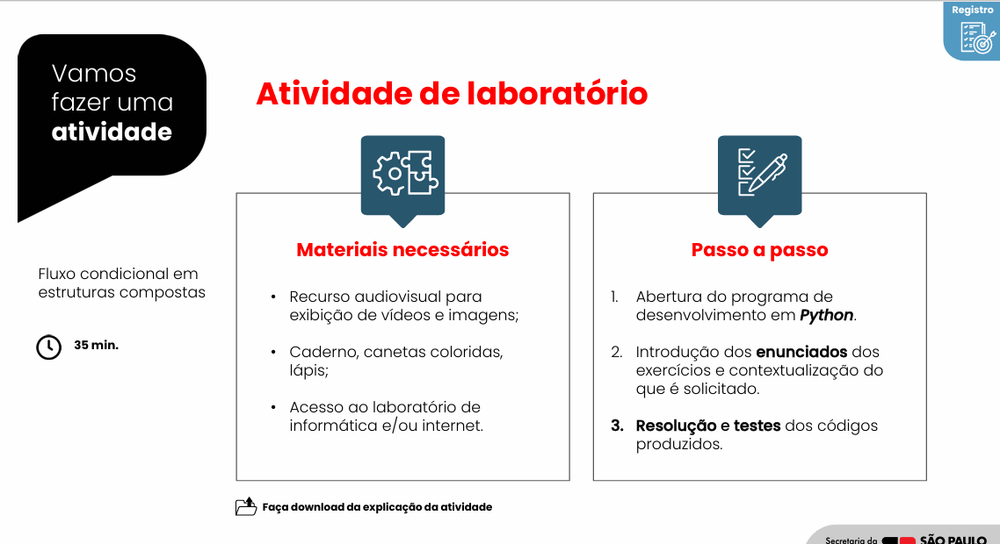 Registro
Vamos
fazer uma
atividade
Atividade de laboratório
Fluxo condicional em
estruturas compostas
35 min.
Materiais necessários
• Recurso audiovisual para
exibição de vídeos e imagens;
• Caderno, canetas coloridas,
lápis;
• Acesso ao laboratório de
informática e/ou internet.
Passo a passo
1. Abertura do programa de
desenvolvimento em Python.
2. Introdução dos enunciados dos
exercícios e contextualização do
que é solicitado.
3. Resolução e testes dos códigos
produzidos.
Faça download da explicação da atividade
Secretaria da
SÃO PAULO